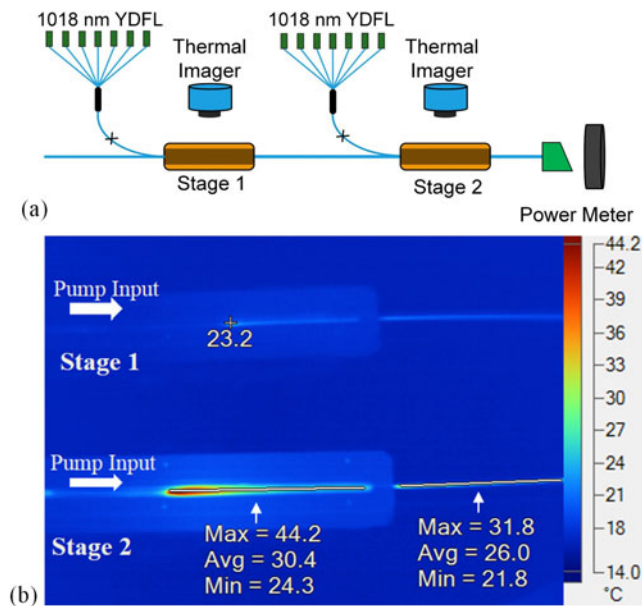 1018 nm YDFL
1018 nm YDFL
Thermal
Imager
Thermal
Imager
Stage 1
Stage 2
(a)
Power Meter
Pump Input
23.2
Stage 1
Pump Input
Stage 2
Max = 44.2
Avg = 30.4
Min = 24.3
Max = 31.8
Avg = 26.0
Min = 21.8
44.2
42
39
36
33
30
27
24
21
18
14.0
°C
(b)